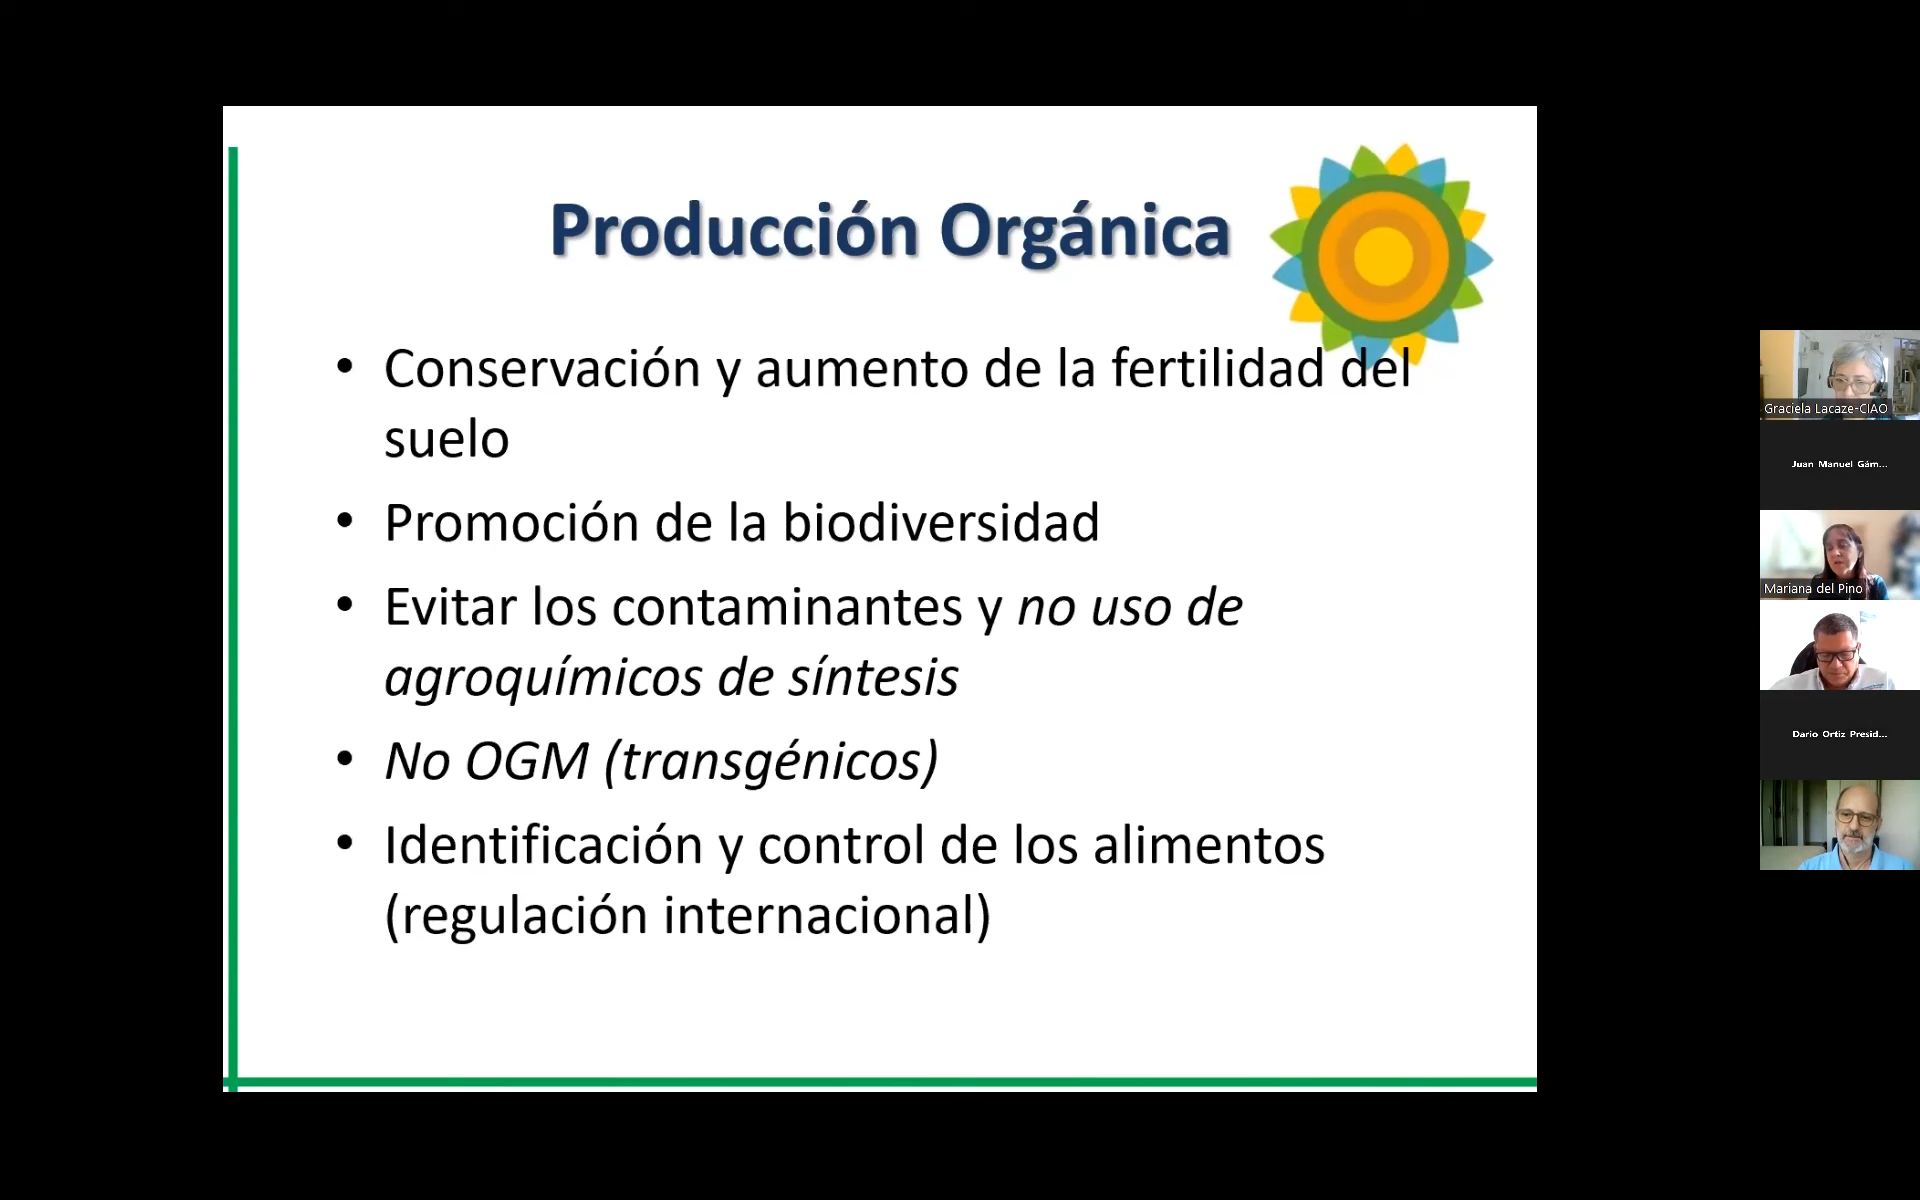 Producción Orgánica
• Conservación y aumento de la fertilidad del
suelo
• Promoción de la biodiversidad
• Evitar los contaminantes y no uso de
agroquímicos de síntesis
• No OGM (transgénicos)
• Identificación y control de los alimentos
(regulación internacional)
Graciela Lacaze-CIAO
Juan Manuel Gám...
Mariana del Pino
Dario Ortiz Presid...